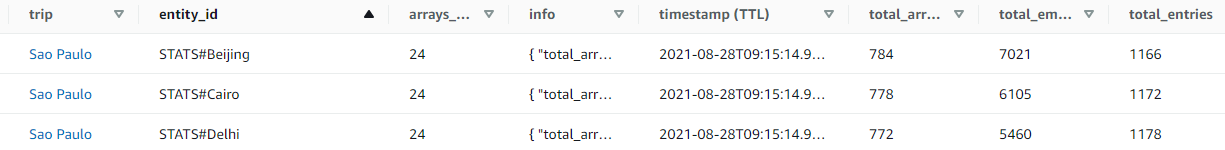 trip entity_id arrays_... info timestamp (TTL) total_arr... total_em... total_entries
Sao Paulo STATS#Beijing 24 { "total_arr... 2021-08-28T09:15:14.9... 784 7021 1166
Sao Paulo STATS#Cairo 24 { "total_arr... 2021-08-28T09:15:14.9... 778 6105 1172
Sao Paulo STATS#Delhi 24 { "total_arr... 2021-08-28T09:15:14.9... 772 5460 1178